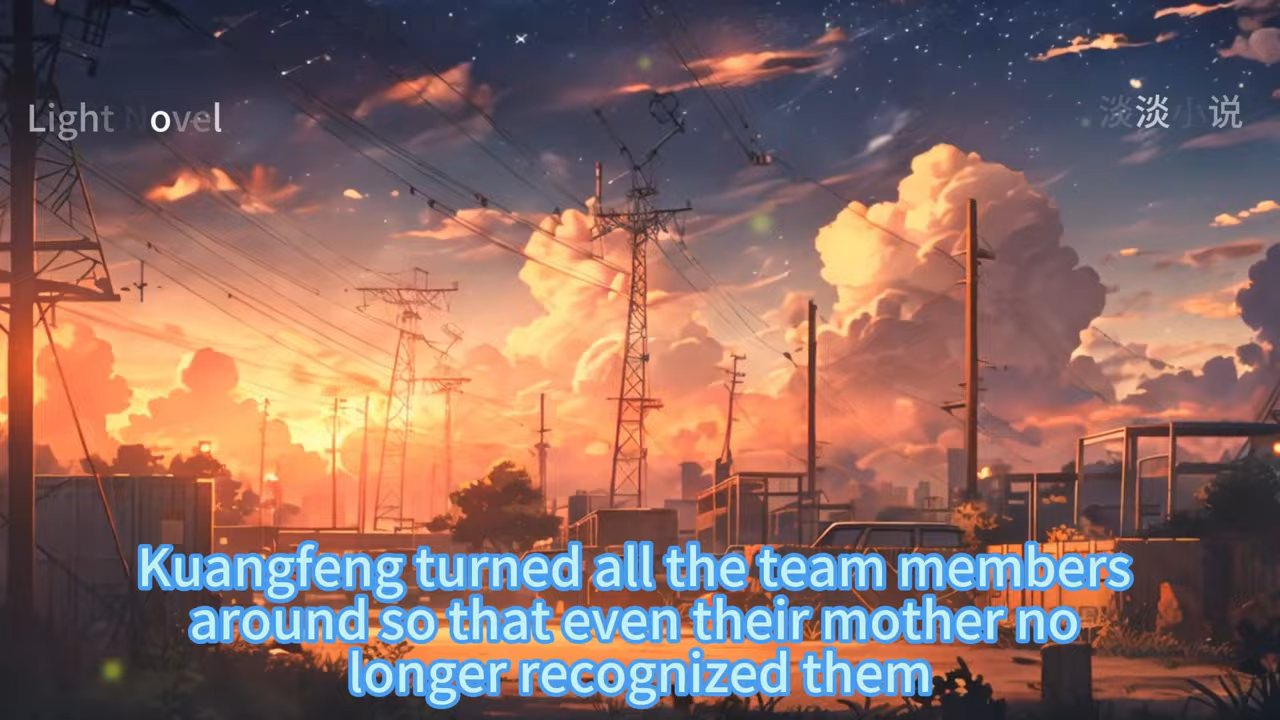 Light Novel
淡淡小说
Kuangfeng turned all the team members
around so that even their mother no
longer recognized them